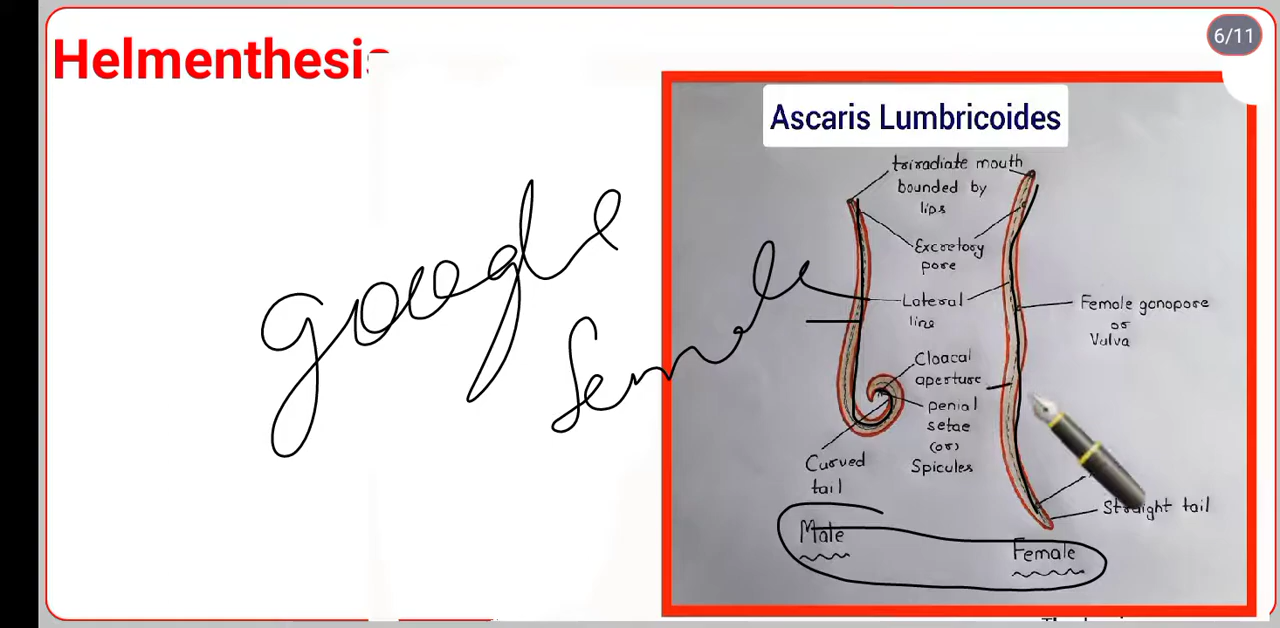 Helmenthesis
6/11
Ascaris Lumbricoides
triradiate mouth
bounded by
lips
Excretory
pore
Lateral
line
Female gonopore
or
Vulva
Cloacal
aperture
penial
setae
(or)
Spicules
Curved
tail
Straight tail
Male
Female
google
female